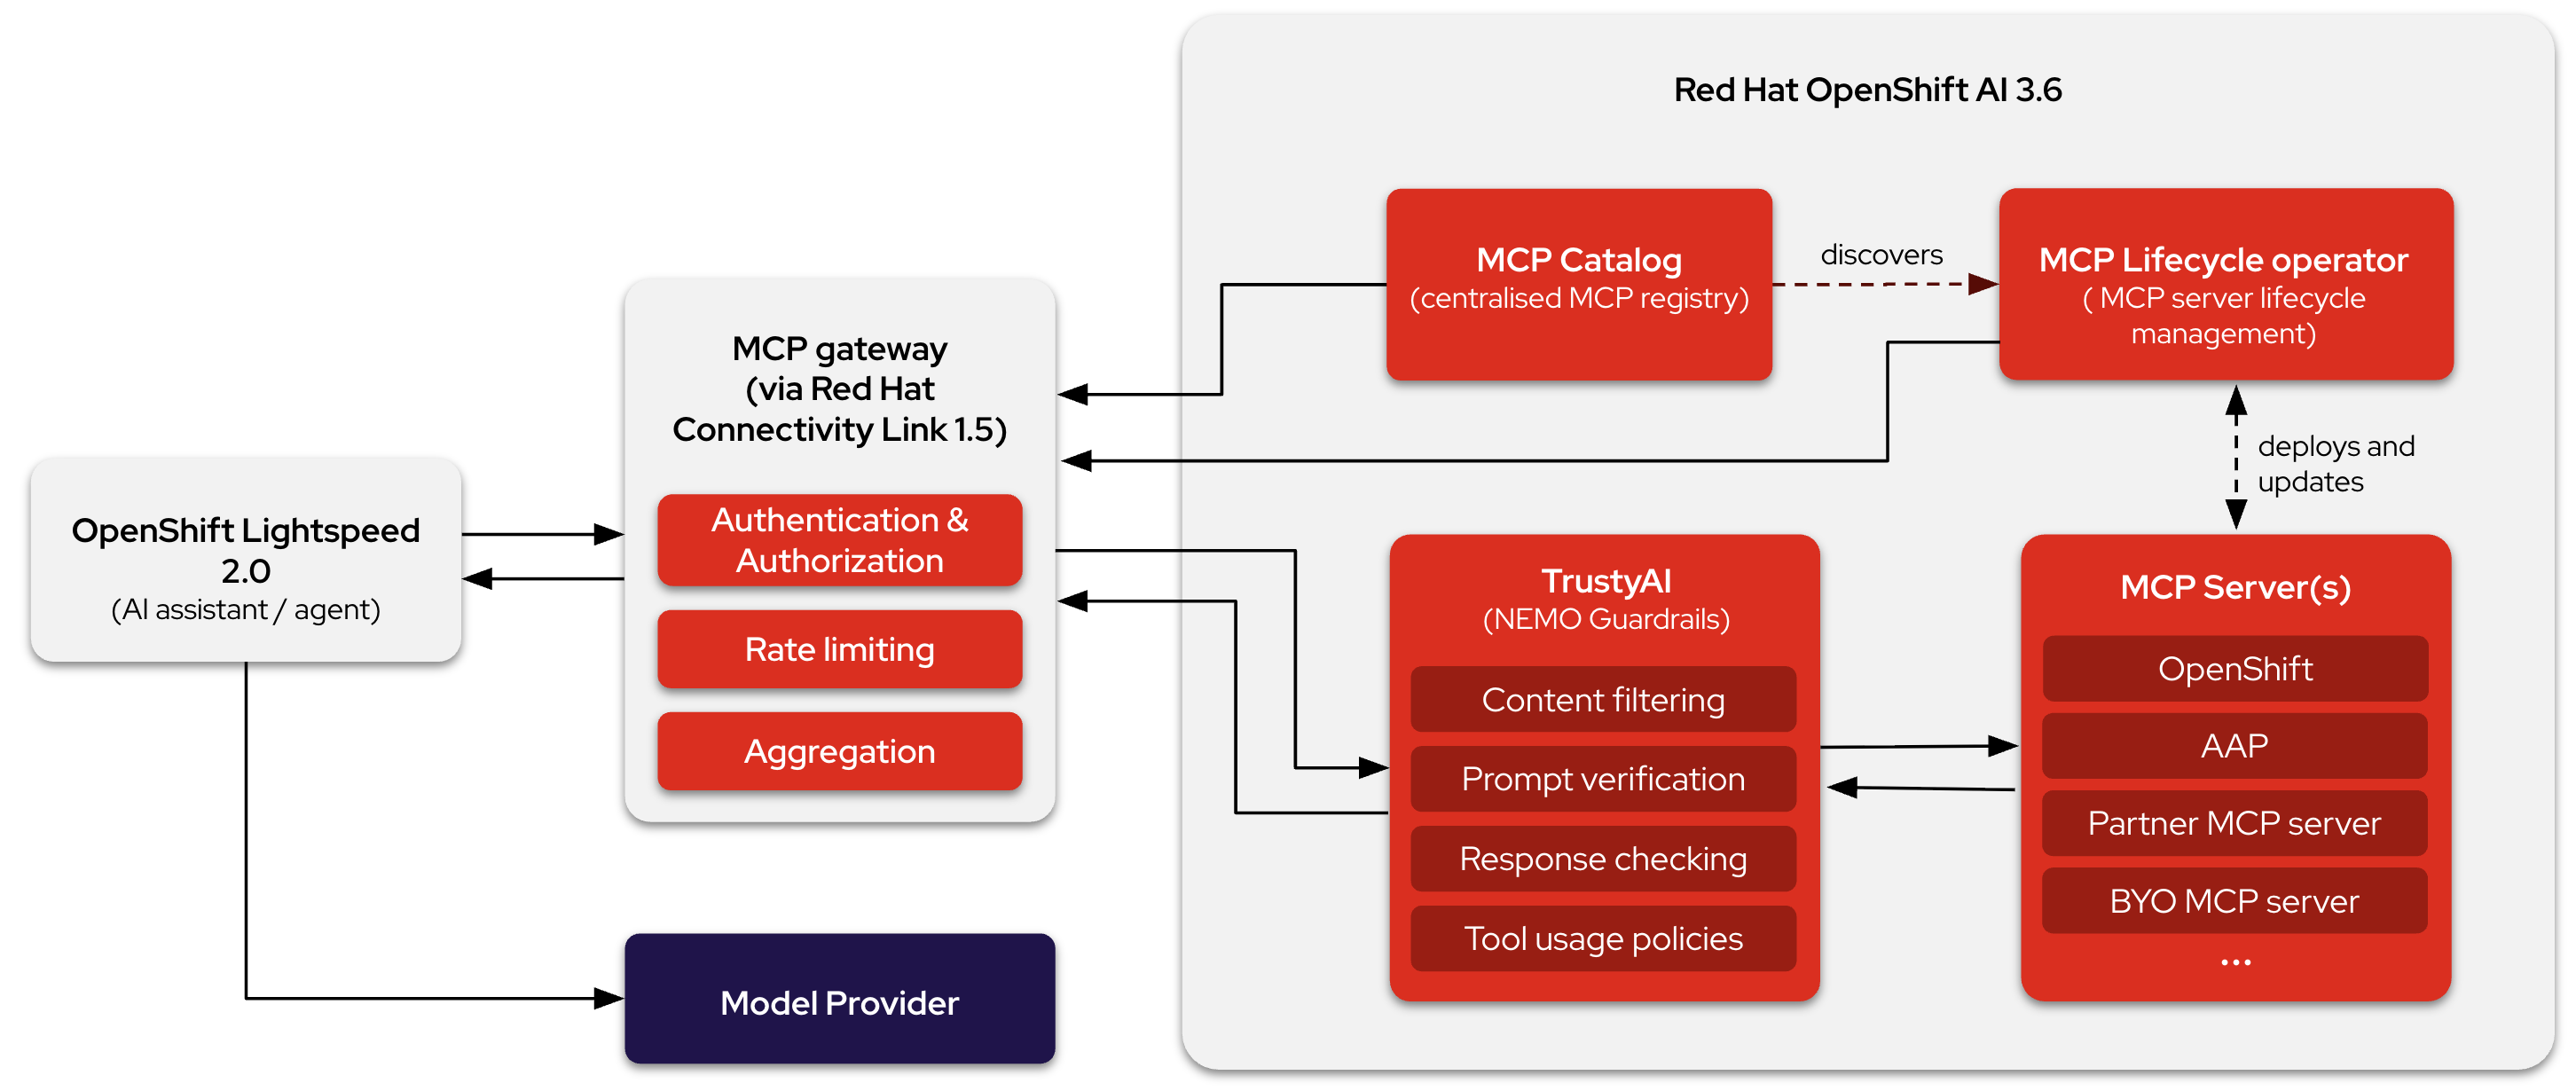 Red Hat OpenShift AI 3.6
MCP Catalog
(centralised MCP registry)
discovers
MCP Lifecycle operator
( MCP server lifecycle
management)
deploys and
updates
MCP gateway
(via Red Hat
Connectivity Link 1.5)
Authentication &
Authorization
Rate limiting
Aggregation
OpenShift Lightspeed
2.0
(AI assistant / agent)
TrustyAI
(NEMO Guardrails)
Content filtering
Prompt verification
Response checking
Tool usage policies
MCP Server(s)
OpenShift
AAP
Partner MCP server
BYO MCP server
...
Model Provider